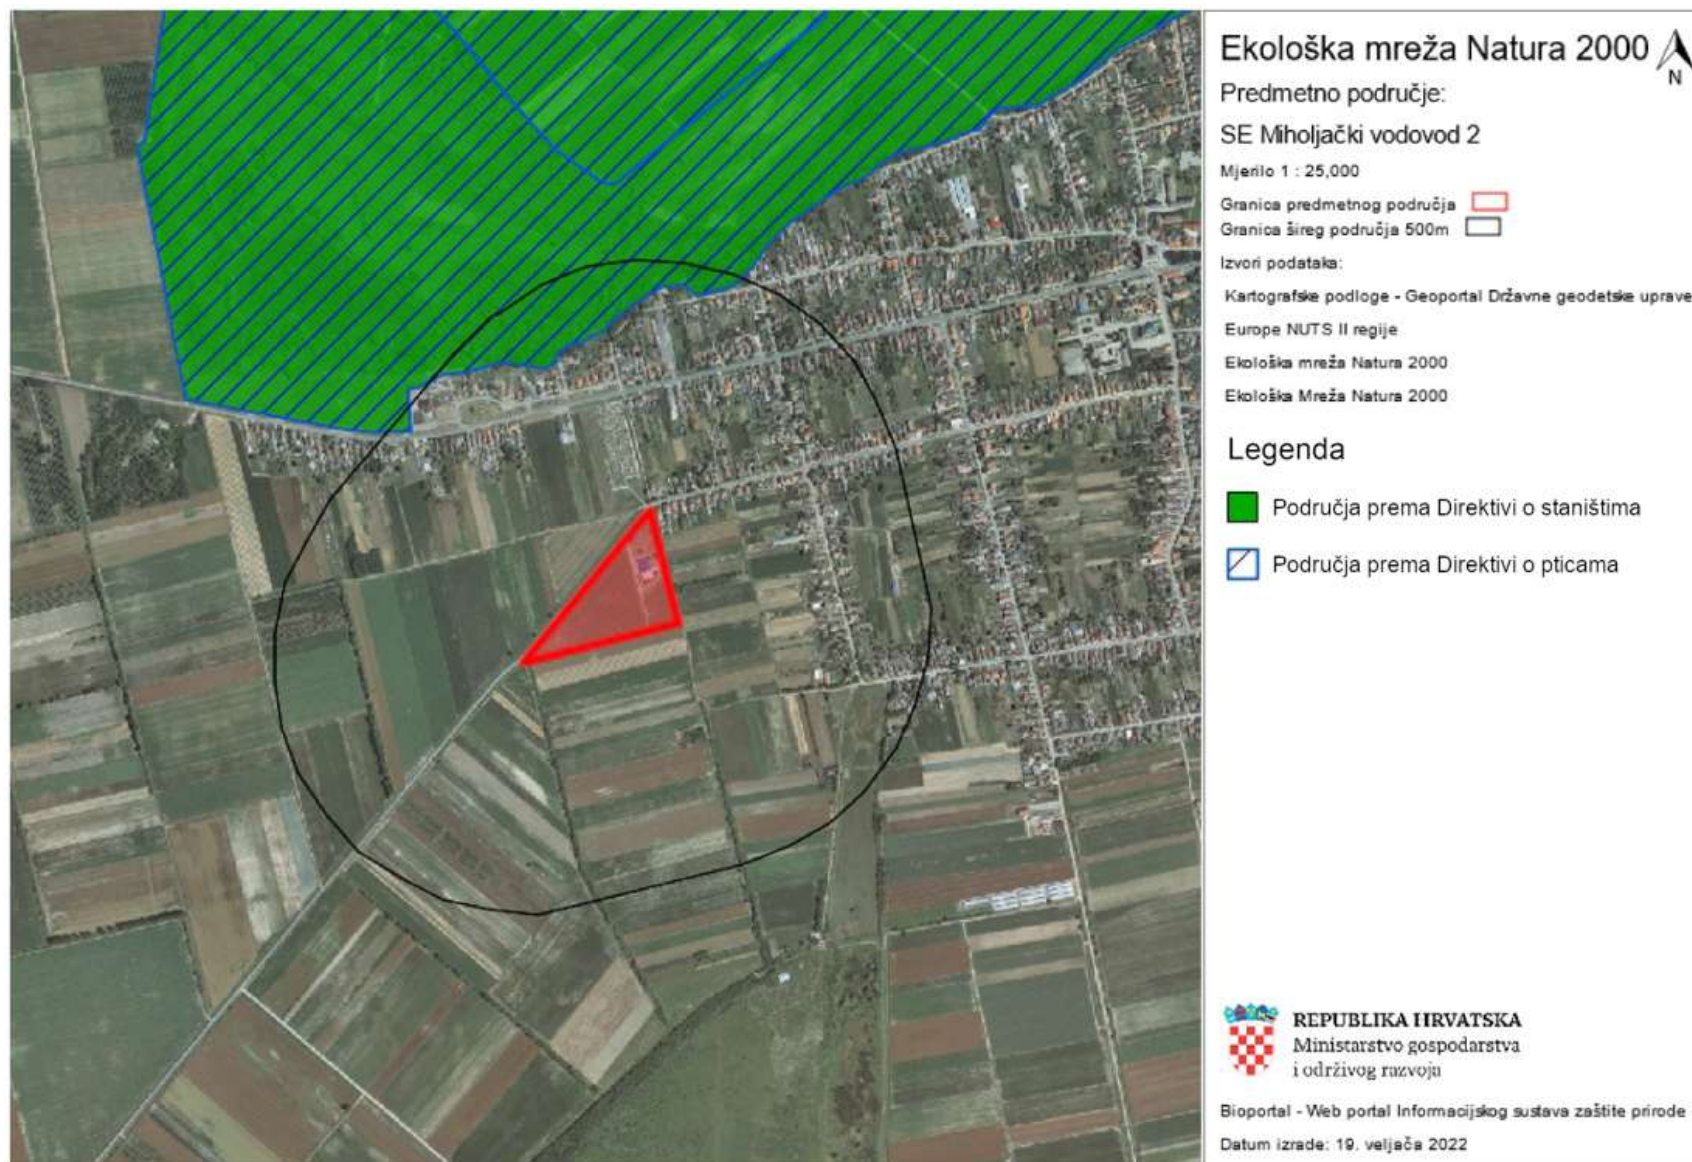 Ekološka mreža Natura 2000
N
Predmetno područje:
SE Miholjački vodovod 2
Mjerilo 1 : 25,000
Granica predmetnog područja
Granica šireg područja 500m
Izvori podataka:
Kartografske podloge - Geoportal Državne geodetske uprave
Europe NUTS II regije
Ekološka mreža Natura 2000
Ekološka Mreža Natura 2000
Legenda
Područja prema Direktivi o staništima
Područja prema Direktivi o pticama
REPUBLIKA HRVATSKA
Ministarstvo gospodarstva
i održivog razvoja
Bioportal - Web portal Informacijskog sustava zaštite prirode
Datum izrade: 19. veljača 2022